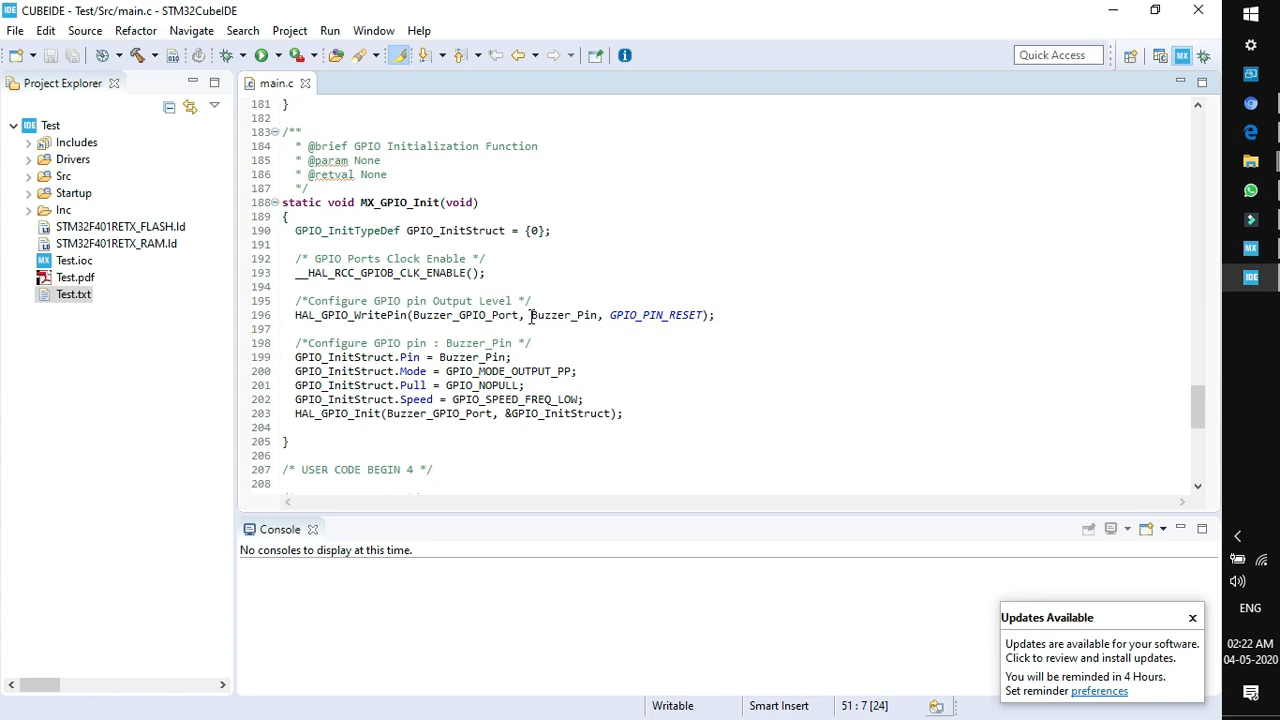 IDE CUBEIDE - Test/Src/main.c - STM32CubeIDE
File Edit Source Refactor Navigate Search Project Run Window Help
010
Quick Access
MX
Project Explorer
main.c
IDE Test
Includes
Drivers
Src
Startup
Inc
STM32F401RETX_FLASH.ld
STM32F401RETX_RAM.ld
MX Test.ioc
Test.pdf
Test.txt
181 }
182
183 /**
184 * @brief GPIO Initialization Function
185 * @param None
186 * @retval None
187 */
188 static void MX_GPIO_Init(void)
189 {
190 GPIO_InitTypeDef GPIO_InitStruct = {0};
191
192 /* GPIO Ports Clock Enable */
193 __HAL_RCC_GPIOB_CLK_ENABLE();
194
195 /*Configure GPIO pin Output Level */
196 HAL_GPIO_WritePin(Buzzer_GPIO_Port, Buzzer_Pin, GPIO_PIN_RESET);
197
198 /*Configure GPIO pin : Buzzer_Pin */
199 GPIO_InitStruct.Pin = Buzzer_Pin;
200 GPIO_InitStruct.Mode = GPIO_MODE_OUTPUT_PP;
201 GPIO_InitStruct.Pull = GPIO_NOPULL;
202 GPIO_InitStruct.Speed = GPIO_SPEED_FREQ_LOW;
203 HAL_GPIO_Init(Buzzer_GPIO_Port, &GPIO_InitStruct);
204
205 }
206
207 /* USER CODE BEGIN 4 */
208
Console
No consoles to display at this time.
Updates Available
Updates are available for your software.
Click to review and install updates.
You will be reminded in 4 Hours.
Set reminder preferences
Writable
Smart Insert
51 : 7 [24]
MX
IDE
ENG
02:22 AM
04-05-2020